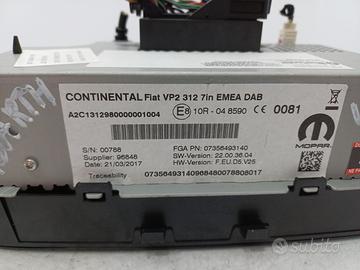 CONTINENTAL Fiat VP2 312 7in EMEA DAB
A2C1312980000001004
E8 10R - 04 8590 CE 0081
S/N: 00788
Supplier: 96848
Date: 21/03/2017
FGA PN: 07356493140
SW-Version: 22.00.36.04
HW-Version: F.EU.D5.V25
MOPAR
Traceability
07356493140968480078808017
subito